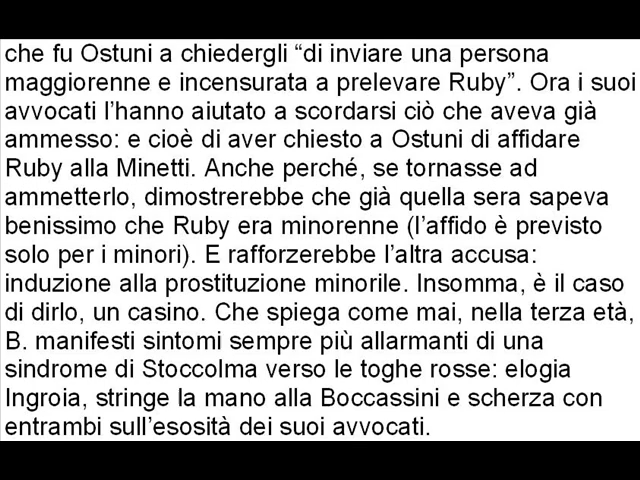 che fu Ostuni a chiedergli “di inviare una persona
maggiorenne e incensurata a prelevare Ruby”. Ora i suoi
avvocati l’hanno aiutato a scordarsi ciò che aveva già
ammesso: e cioè di aver chiesto a Ostuni di affidare
Ruby alla Minetti. Anche perché, se tornasse ad
ammetterlo, dimostrerebbe che già quella sera sapeva
benissimo che Ruby era minorenne (l’affido è previsto
solo per i minori). E rafforzerebbe l’altra accusa:
induzione alla prostituzione minorile. Insomma, è il caso
di dirlo, un casino. Che spiega come mai, nella terza età,
B. manifesti sintomi sempre più allarmanti di una
sindrome di Stoccolma verso le toghe rosse: elogia
Ingroia, stringe la mano alla Boccassini e scherza con
entrambi sull’esosità dei suoi avvocati.